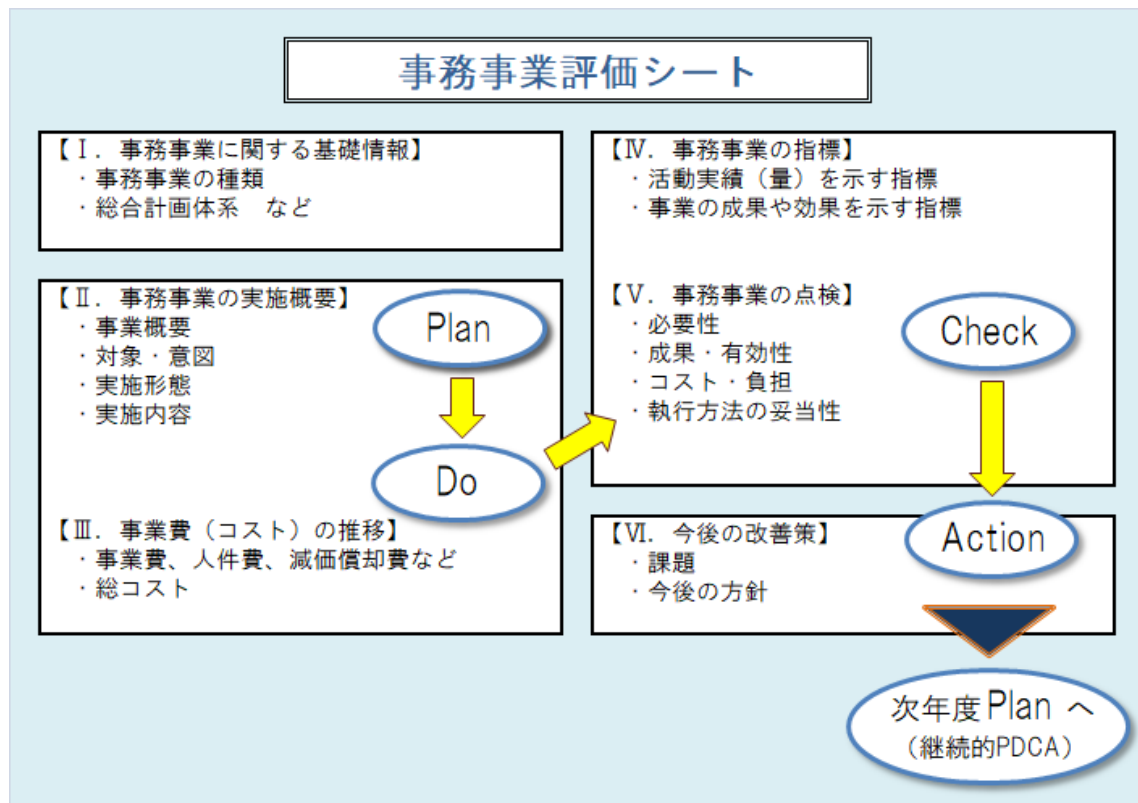 事務事業評価シート
【Ⅰ．事務事業に関する基礎情報】
・事務事業の種類
・総合計画体系　など
【Ⅱ．事務事業の実施概要】
・事業概要
・対象・意図
・実施形態
・実施内容
Plan
Do
【Ⅲ．事業費（コスト）の推移】
・事業費、人件費、減価償却費など
・総コスト
【Ⅳ．事務事業の指標】
・活動実績（量）を示す指標
・事業の成果や効果を示す指標
【Ⅴ．事務事業の点検】
・必要性
・成果・有効性
・コスト・負担
・執行方法の妥当性
Check
【Ⅵ．今後の改善策】
・課題
・今後の方針
Action
次年度Plan へ
（継続的PDCA）